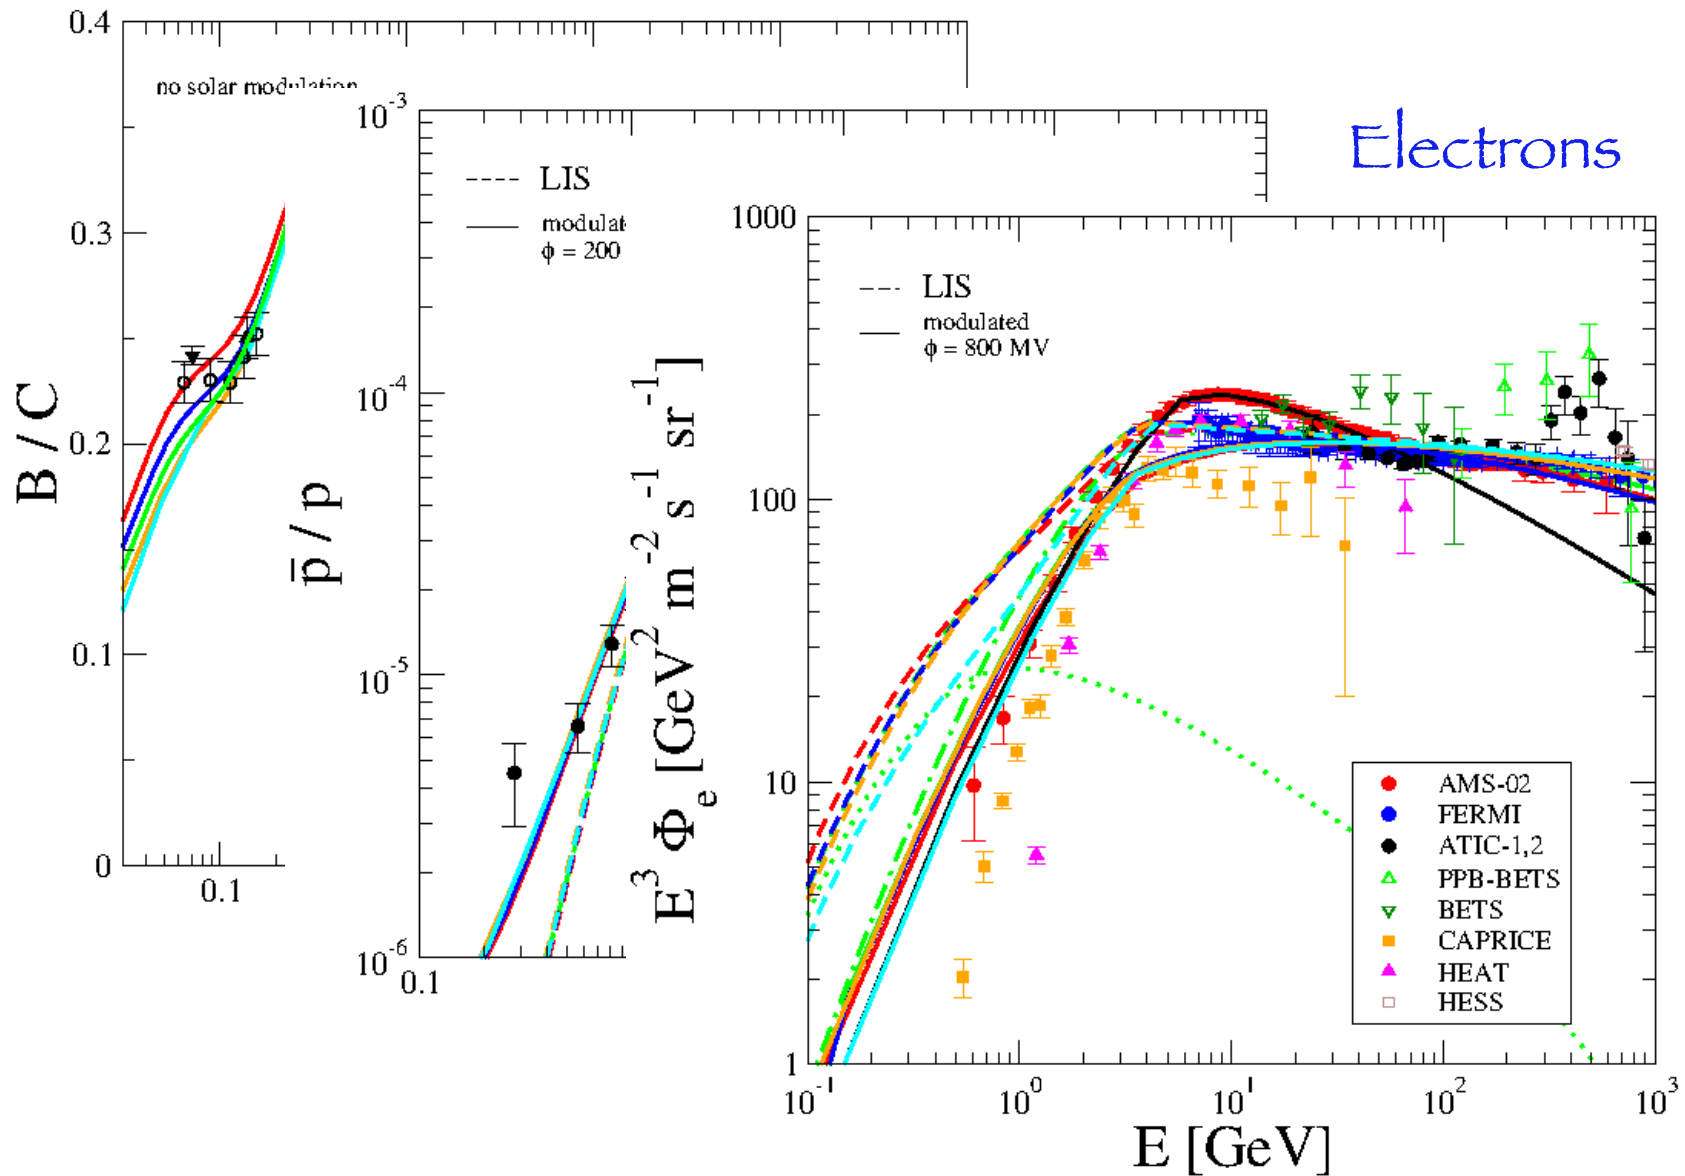 0.4
0.3
0.2
0.1
0
B / C
no solar modulation
0.1
10^-3
10^-4
10^-5
10^-6
p̄ / p
LIS
ϕ = 200
0.1
Electrons
1000
100
10
1
E^3 Φ_e [GeV^2 m^-2 s^-1 sr^-1]
LIS
modulated
ϕ = 800 MV
AMS-02
FERMI
ATIC-1,2
PPB-BETS
BETS
CAPRICE
HEAT
HESS
10^-1 10^0 10^1 10^2 10^3
E [GeV]